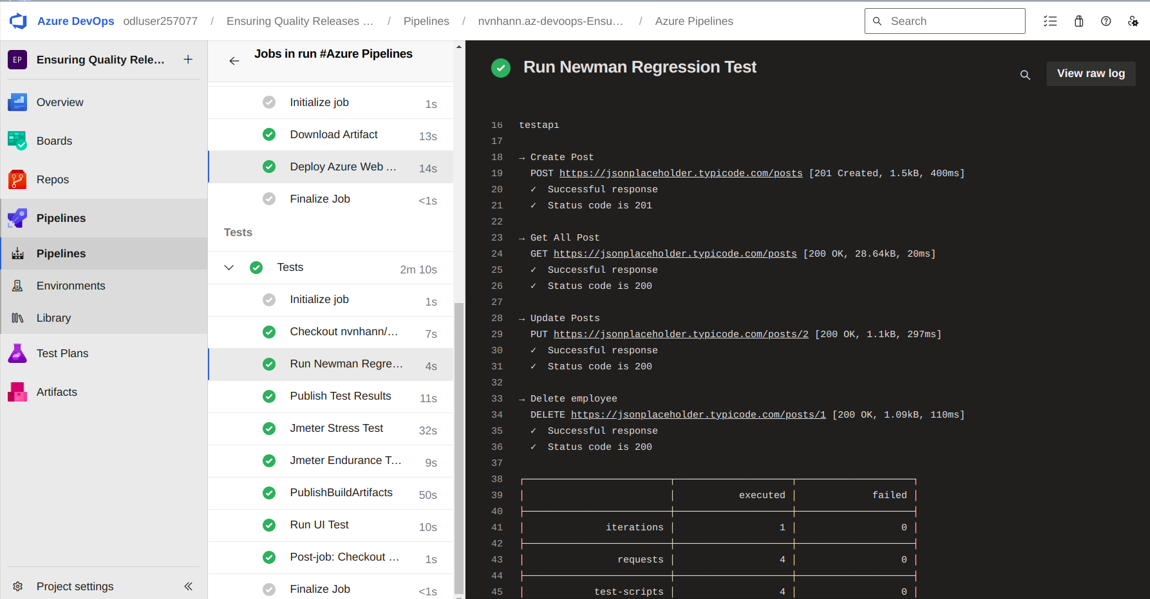 Azure DevOps odluser257077 / Ensuring Quality Releases ... / Pipelines / nvnhann.az-devoops-Ensu... / Azure Pipelines
Search
EP Ensuring Quality Rele... +
Overview
Boards
Repos
Pipelines
Pipelines
Environments
Library
Test Plans
Artifacts
Project settings
Jobs in run #Azure Pipelines
Initialize job 1s
Download Artifact 13s
Deploy Azure Web ... 14s
Finalize Job <1s
Tests
Tests 2m 10s
Initialize job 1s
Checkout nvnhann/... 7s
Run Newman Regre... 4s
Publish Test Results 11s
Jmeter Stress Test 32s
Jmeter Endurance T... 9s
PublishBuildArtifacts 50s
Run UI Test 10s
Post-job: Checkout ... 1s
Finalize Job <1s
Run Newman Regression Test
View raw log
16 testapi
17
18 → Create Post
19 POST https://jsonplaceholder.typicode.com/posts [201 Created, 1.5kB, 400ms]
20 ✓ Successful response
21 ✓ Status code is 201
22
23 → Get All Post
24 GET https://jsonplaceholder.typicode.com/posts [200 OK, 28.64kB, 20ms]
25 ✓ Successful response
26 ✓ Status code is 200
27
28 → Update Posts
29 PUT https://jsonplaceholder.typicode.com/posts/2 [200 OK, 1.1kB, 297ms]
30 ✓ Successful response
31 ✓ Status code is 200
32
33 → Delete employee
34 DELETE https://jsonplaceholder.typicode.com/posts/1 [200 OK, 1.09kB, 110ms]
35 ✓ Successful response
36 ✓ Status code is 200
37
38
39 executed failed
40
41 iterations 1 0
42
43 requests 4 0
44
45 test-scripts 4 0